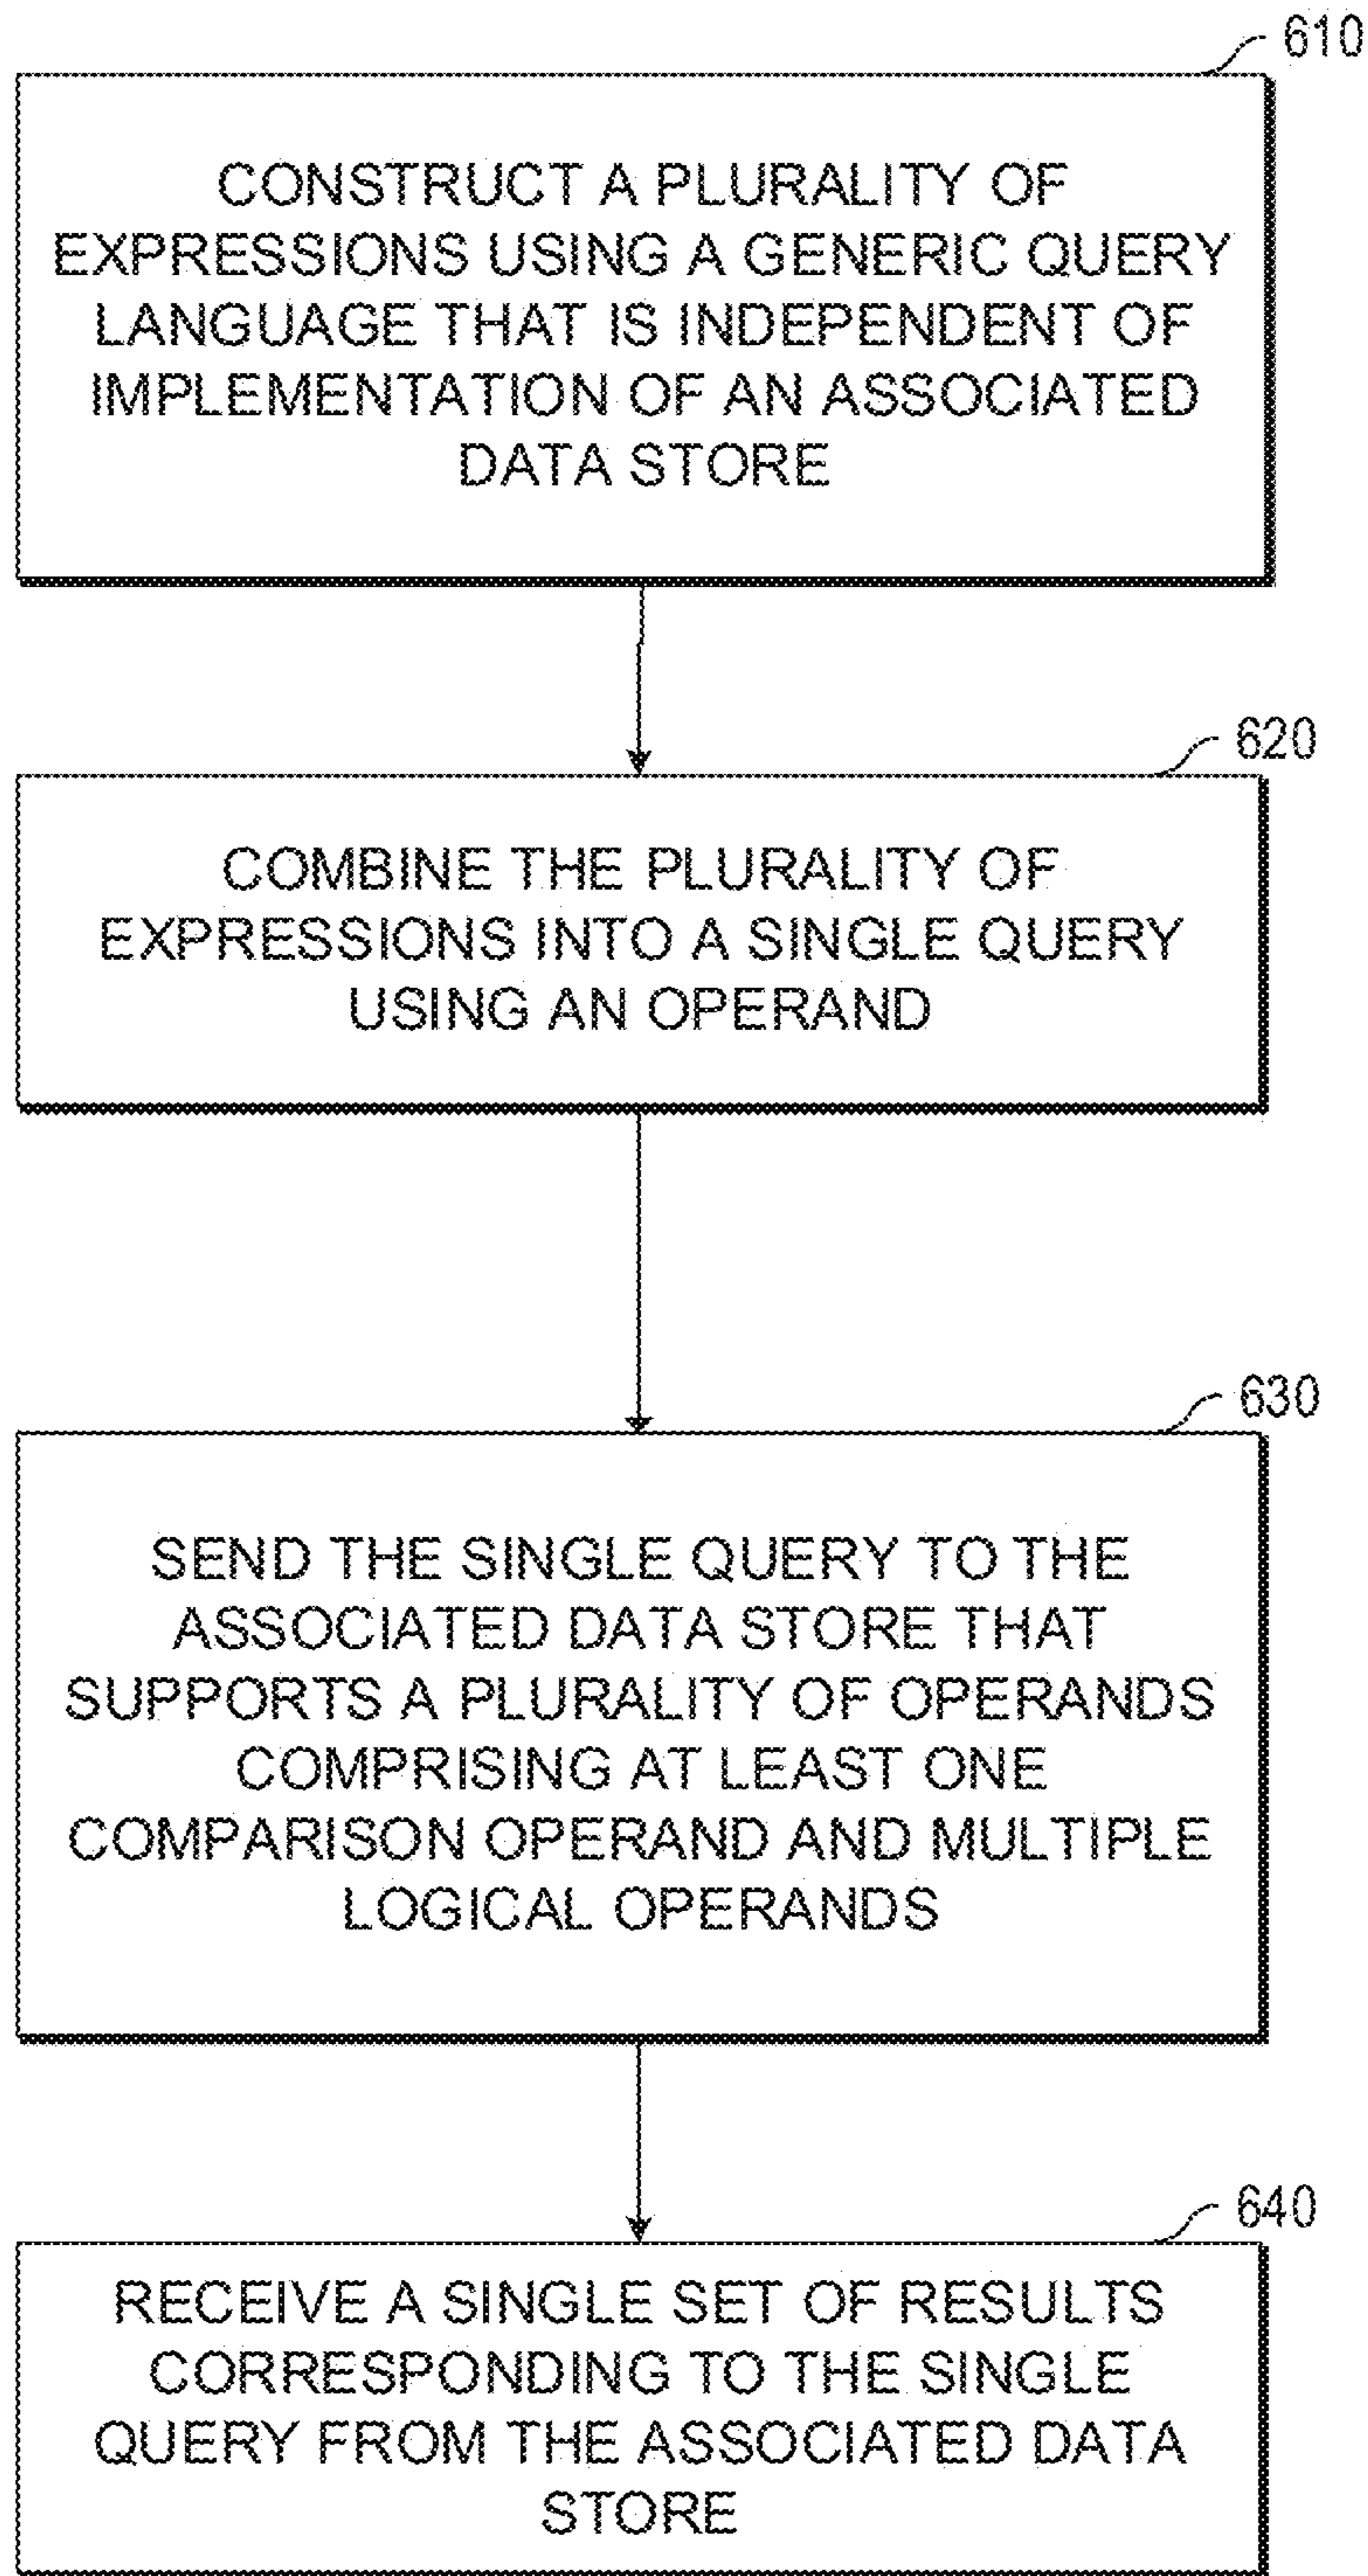 610
CONSTRUCT A PLURALITY OF
EXPRESSIONS USING A GENERIC QUERY
LANGUAGE THAT IS INDEPENDENT OF
IMPLEMENTATION OF AN ASSOCIATED
DATA STORE
620
COMBINE THE PLURALITY OF
EXPRESSIONS INTO A SINGLE QUERY
USING AN OPERAND
630
SEND THE SINGLE QUERY TO THE
ASSOCIATED DATA STORE THAT
SUPPORTS A PLURALITY OF OPERANDS
COMPRISING AT LEAST ONE
COMPARISON OPERAND AND MULTIPLE
LOGICAL OPERANDS
640
RECEIVE A SINGLE SET OF RESULTS
CORRESPONDING TO THE SINGLE
QUERY FROM THE ASSOCIATED DATA
STORE